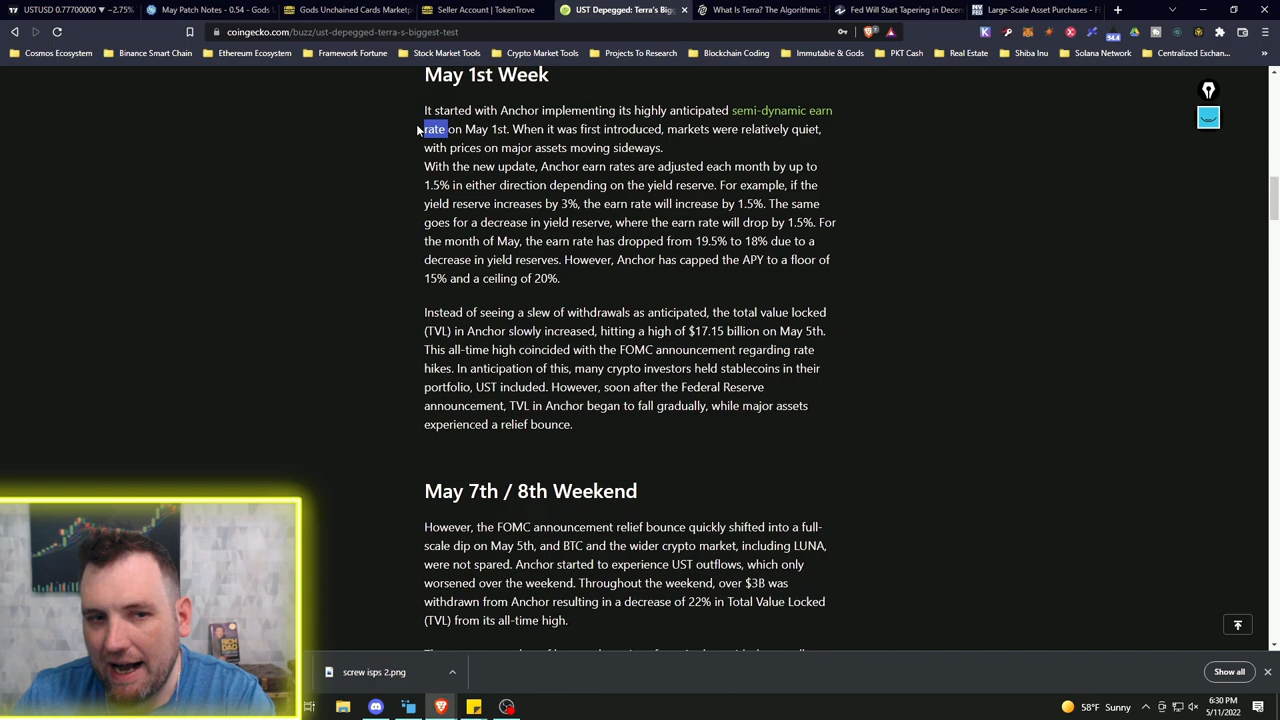 USTUSD 0.77700000 ▼ −2.75%
May Patch Notes - 0.54 - Gods U
Gods Unchained Cards Marketp
Seller Account | TokenTrove
UST Depegged: Terra's Bigg
What Is Terra? The Algorithmic S
Fed Will Start Tapering in Decem
Large-Scale Asset Purchases - F
coingecko.com/buzz/ust-depegged-terra-s-biggest-test
Cosmos Ecosystem
Binance Smart Chain
Ethereum Ecosystem
Framework Fortune
Stock Market Tools
Crypto Market Tools
Projects To Research
Blockchain Coding
Immutable & Gods
PKT Cash
Real Estate
Shiba Inu
Solana Network
Centralized Exchan...
May 1st Week
It started with Anchor implementing its highly anticipated semi-dynamic earn
rate on May 1st. When it was first introduced, markets were relatively quiet,
with prices on major assets moving sideways.
With the new update, Anchor earn rates are adjusted each month by up to
1.5% in either direction depending on the yield reserve. For example, if the
yield reserve increases by 3%, the earn rate will increase by 1.5%. The same
goes for a decrease in yield reserve, where the earn rate will drop by 1.5%. For
the month of May, the earn rate has dropped from 19.5% to 18% due to a
decrease in yield reserves. However, Anchor has capped the APY to a floor of
15% and a ceiling of 20%.
Instead of seeing a slew of withdrawals as anticipated, the total value locked
(TVL) in Anchor slowly increased, hitting a high of $17.15 billion on May 5th.
This all-time high coincided with the FOMC announcement regarding rate
hikes. In anticipation of this, many crypto investors held stablecoins in their
portfolio, UST included. However, soon after the Federal Reserve
announcement, TVL in Anchor began to fall gradually, while major assets
experienced a relief bounce.
May 7th / 8th Weekend
However, the FOMC announcement relief bounce quickly shifted into a full-
scale dip on May 5th, and BTC and the wider crypto market, including LUNA,
were not spared. Anchor started to experience UST outflows, which only
worsened over the weekend. Throughout the weekend, over $3B was
withdrawn from Anchor resulting in a decrease of 22% in Total Value Locked
(TVL) from its all-time high.
RICH
DAD
screw isps 2.png
Show all
58°F Sunny
6:30 PM
5/11/2022